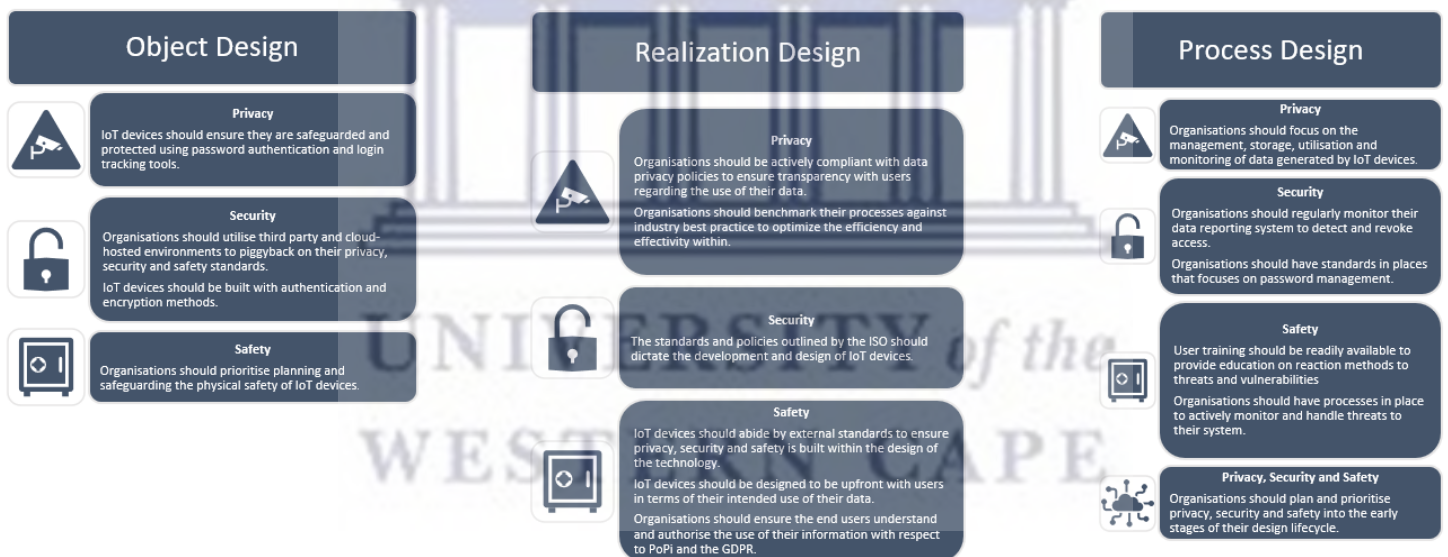 Object Design
Privacy
IoT devices should ensure they are safeguarded and
protected using password authentication and login
tracking tools.
Security
Organisations should utilise third party and cloud-
hosted environments to piggyback on their privacy,
security and safety standards.
IoT devices should be built with authentication and
encryption methods.
Safety
Organisations should prioritise planning and
safeguarding the physical safety of IoT devices.
Realization Design
Privacy
Organisations should be actively compliant with data
privacy policies to ensure transparency with users
regarding the use of their data.
Organisations should benchmark their processes against
industry best practice to optimize the efficiency and
effectivity within.
Security
The standards and policies outlined by the ISO should
dictate the development and design of IoT devices.
Safety
IoT devices should abide by external standards to ensure
privacy, security and safety is built within the design of
the technology.
IoT devices should be designed to be upfront with users
in terms of their intended use of their data.
Organisations should ensure the end users understand
and authorise the use of their information with respect
to PoPi and the GDPR.
Process Design
Privacy
Organisations should focus on the
management, storage, utilisation and
monitoring of data generated by IoT devices.
Security
Organisations should regularly monitor their
data reporting system to detect and revoke
access.
Organisations should have standards in places
that focuses on password management.
Safety
User training should be readily available to
provide education on reaction methods to
threats and vulnerabilities
Organisations should have processes in place
to actively monitor and handle threats to
their system.
Privacy, Security and Safety
Organisations should plan and prioritise
privacy, security and safety into the early
stages of their design lifecycle.
UNIVERSITY of the
WESTERN CAPE